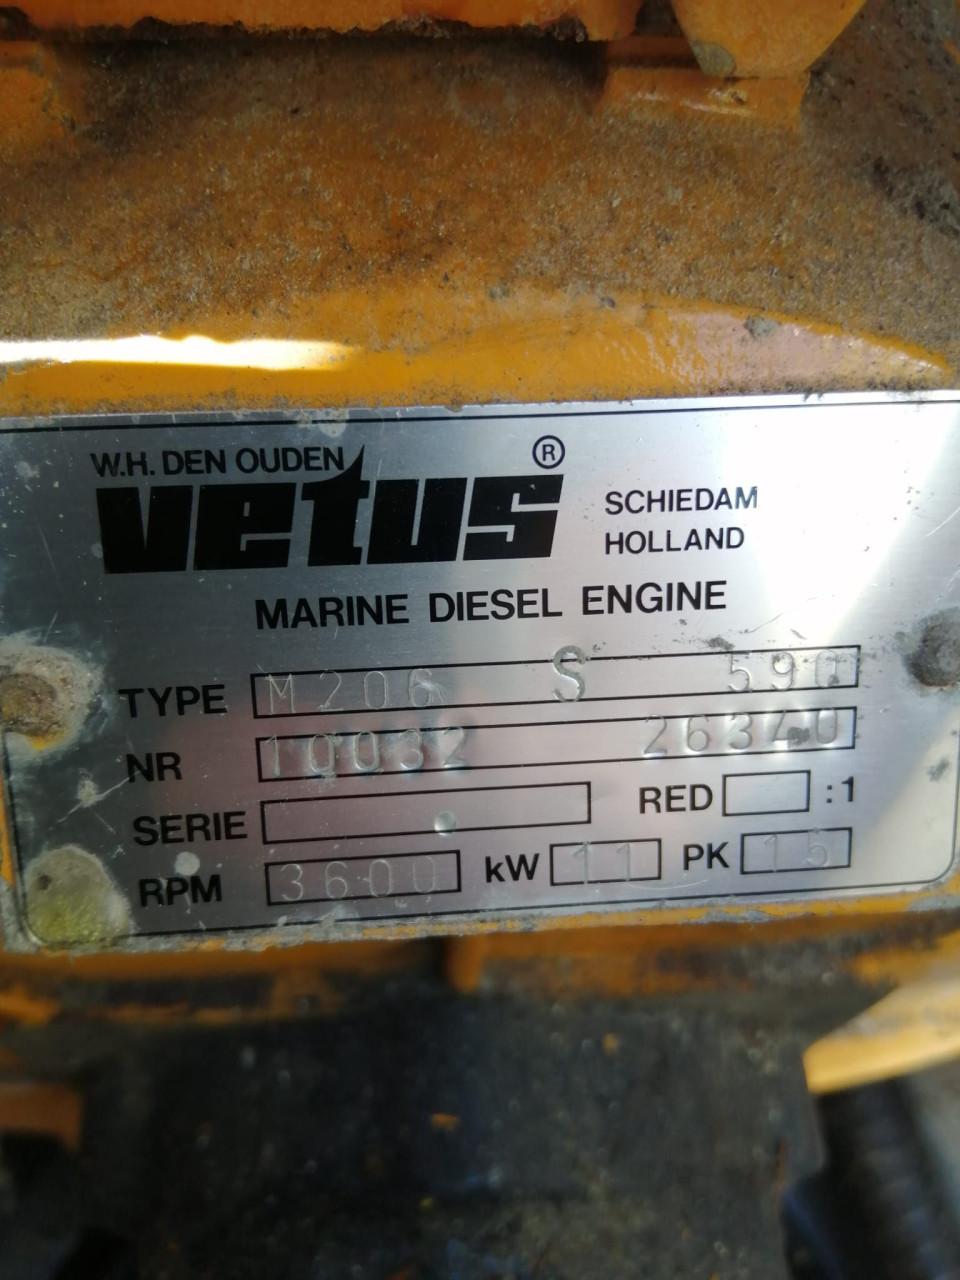 W.H. DEN OUDEN
vetus ®
SCHIEDAM
HOLLAND
MARINE DIESEL ENGINE
TYPE M206 S 590
NR 10032 26340
SERIE RED :1
RPM 3600 kW 11 PK 15